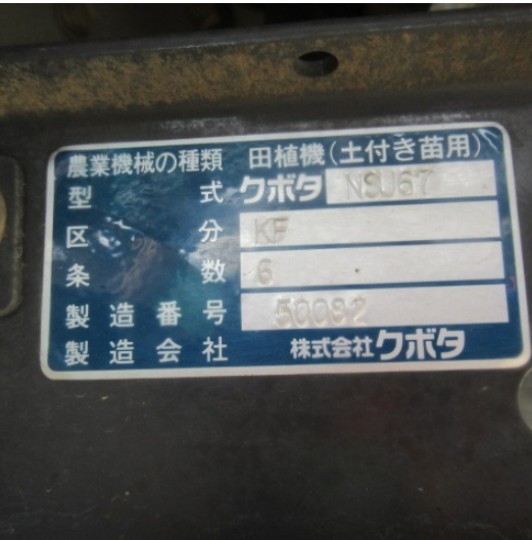 農業機械の種類 田植機(土付き苗用)
型式 クボタ NSU67
区分 KF
条数 6
製造番号 50082
製造会社 株式会社クボタ